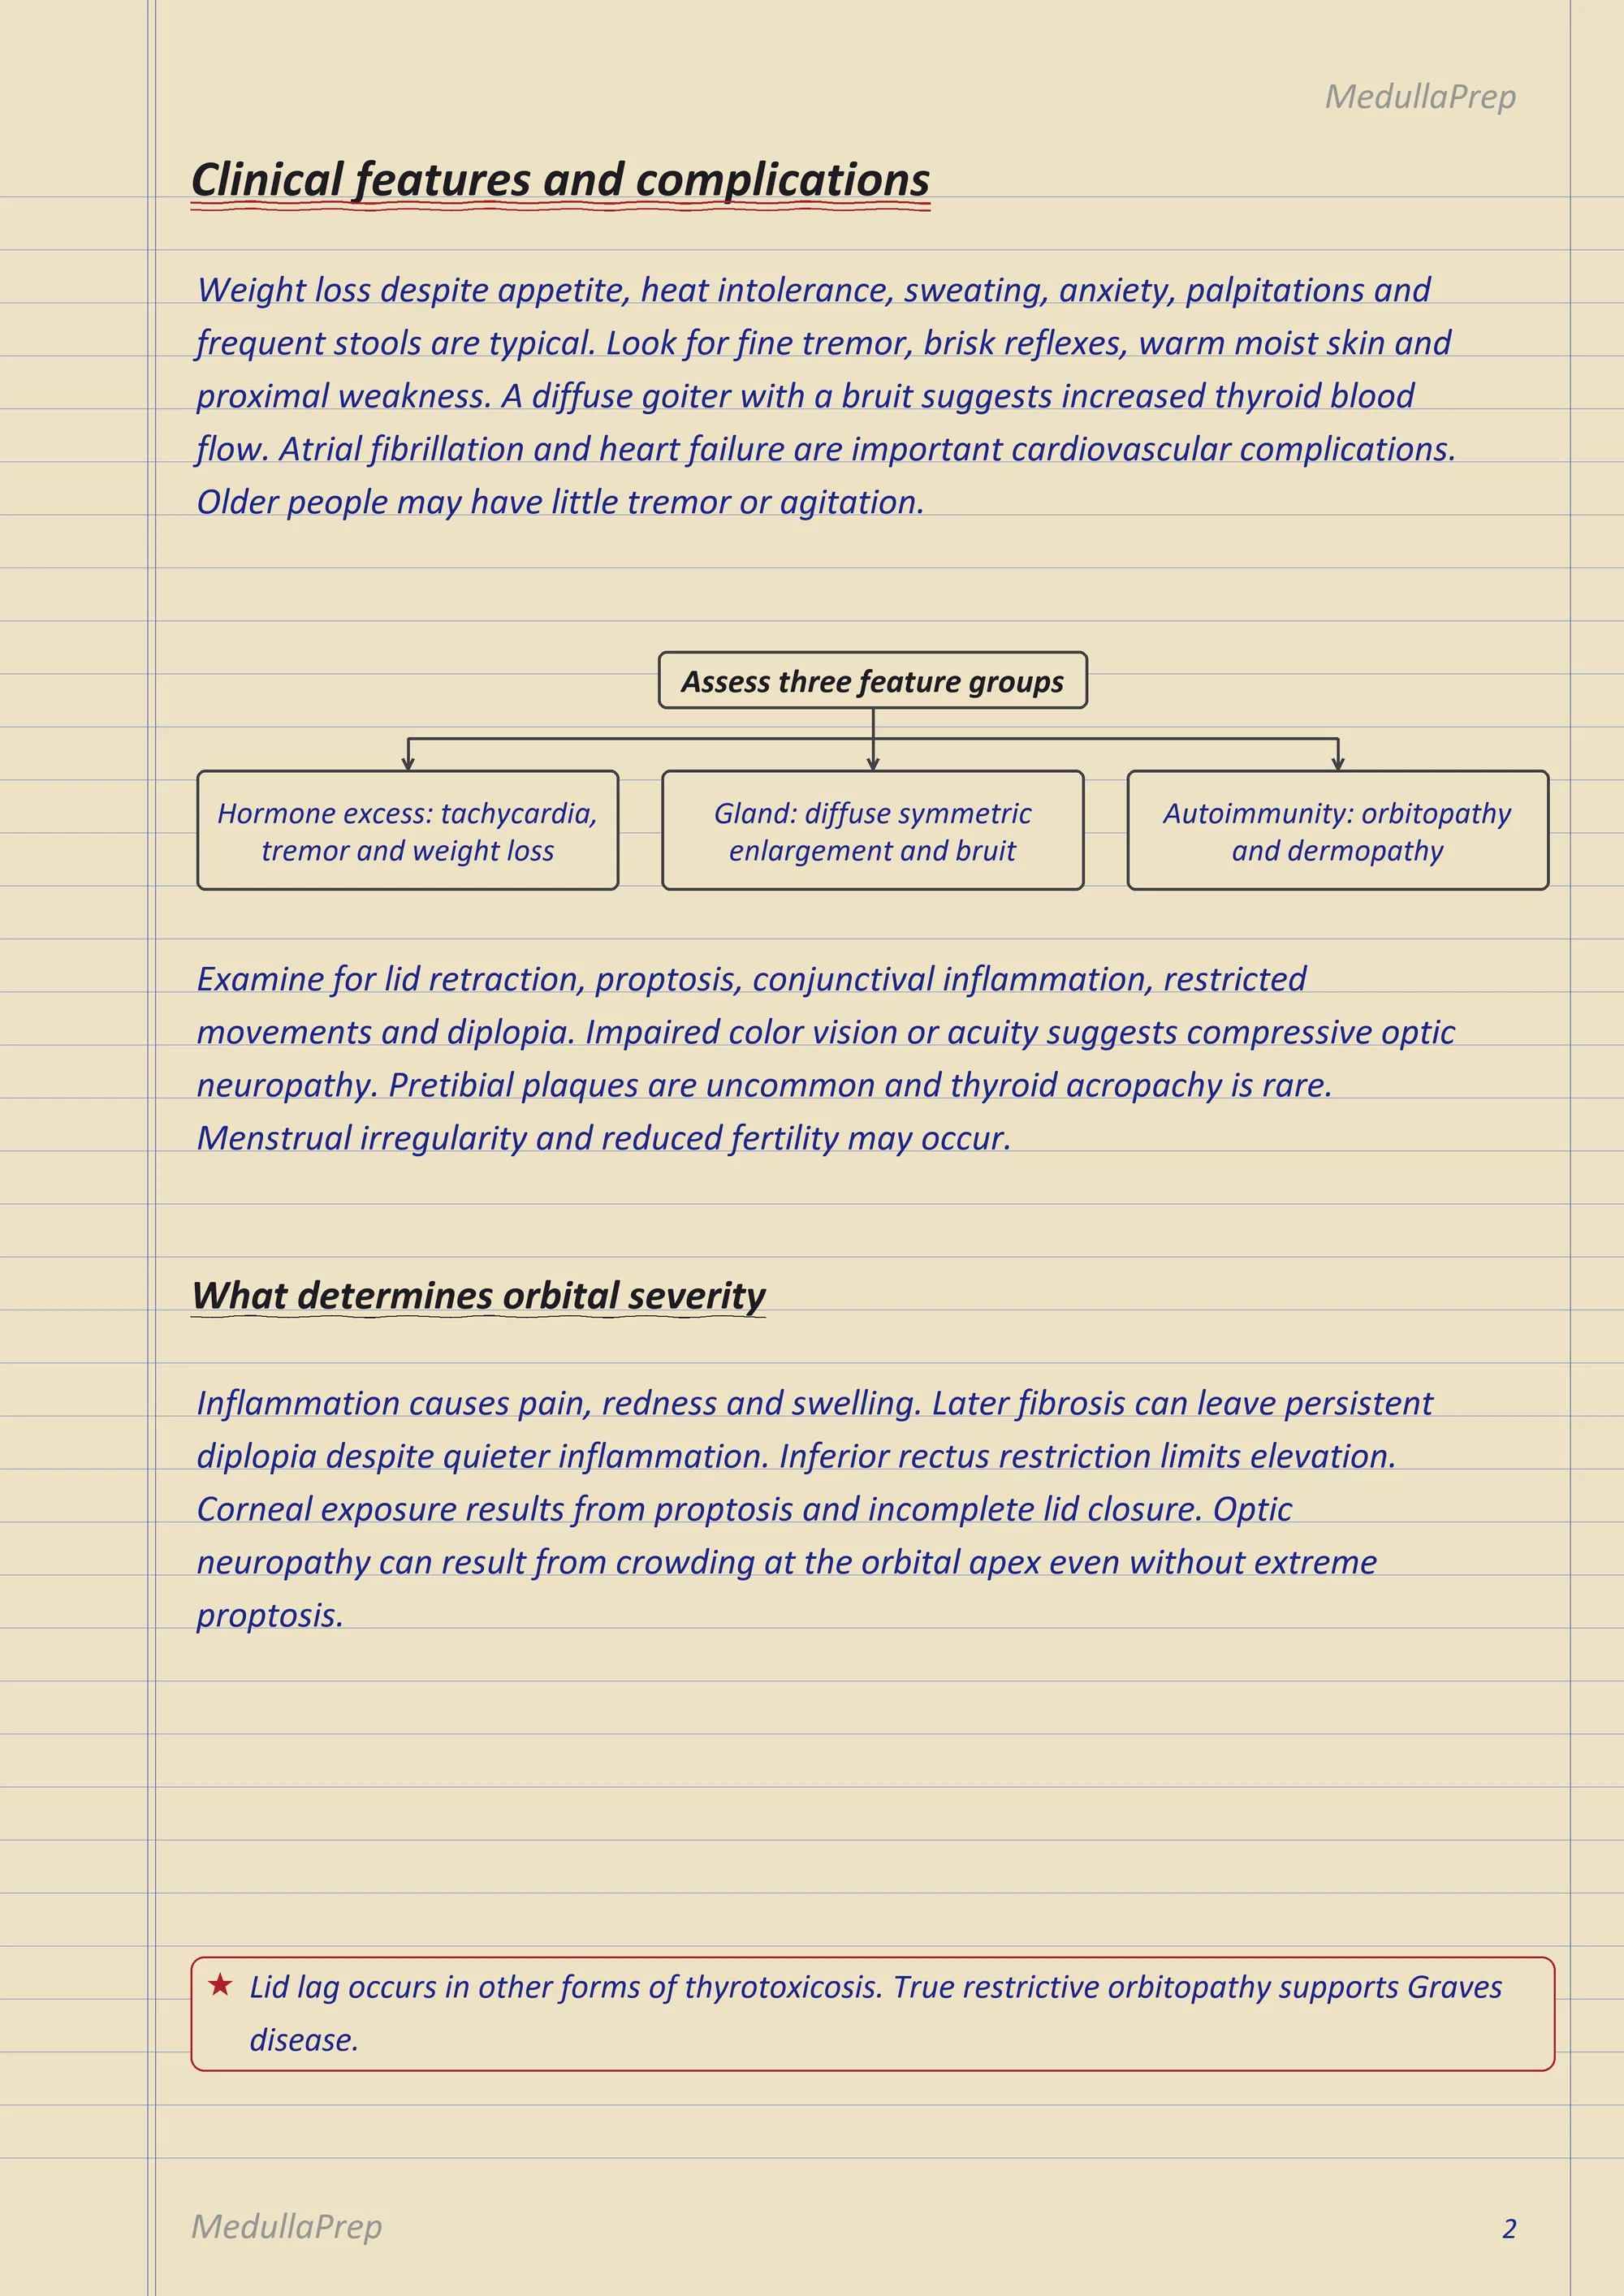 MedullaPrep
Clinical features and complications
Weight loss despite appetite, heat intolerance, sweating, anxiety, palpitations and
frequent stools are typical. Look for fine tremor, brisk reflexes, warm moist skin and
proximal weakness. A diffuse goiter with a bruit suggests increased thyroid blood
flow. Atrial fibrillation and heart failure are important cardiovascular complications.
Older people may have little tremor or agitation.
Assess three feature groups
Hormone excess: tachycardia,
tremor and weight loss
Gland: diffuse symmetric
enlargement and bruit
Autoimmunity: orbitopathy
and dermopathy
Examine for lid retraction, proptosis, conjunctival inflammation, restricted
movements and diplopia. Impaired color vision or acuity suggests compressive optic
neuropathy. Pretibial plaques are uncommon and thyroid acropachy is rare.
Menstrual irregularity and reduced fertility may occur.
What determines orbital severity
Inflammation causes pain, redness and swelling. Later fibrosis can leave persistent
diplopia despite quieter inflammation. Inferior rectus restriction limits elevation.
Corneal exposure results from proptosis and incomplete lid closure. Optic
neuropathy can result from crowding at the orbital apex even without extreme
proptosis.
★ Lid lag occurs in other forms of thyrotoxicosis. True restrictive orbitopathy supports Graves
disease.
MedullaPrep
2